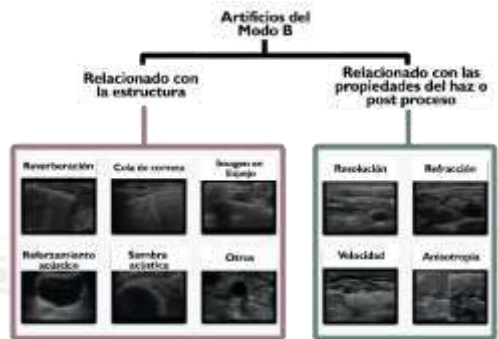 Artificios del
Modo B
Relacionado con
la estructura
Relacionado con las
propiedades del haz o
post proceso
Reverberación
Cola de cometa
Imagen en
Espejo
Reforzamiento
acústico
Sombra
acústica
Otros
Resolución
Refracción
Velocidad
Anisotropía